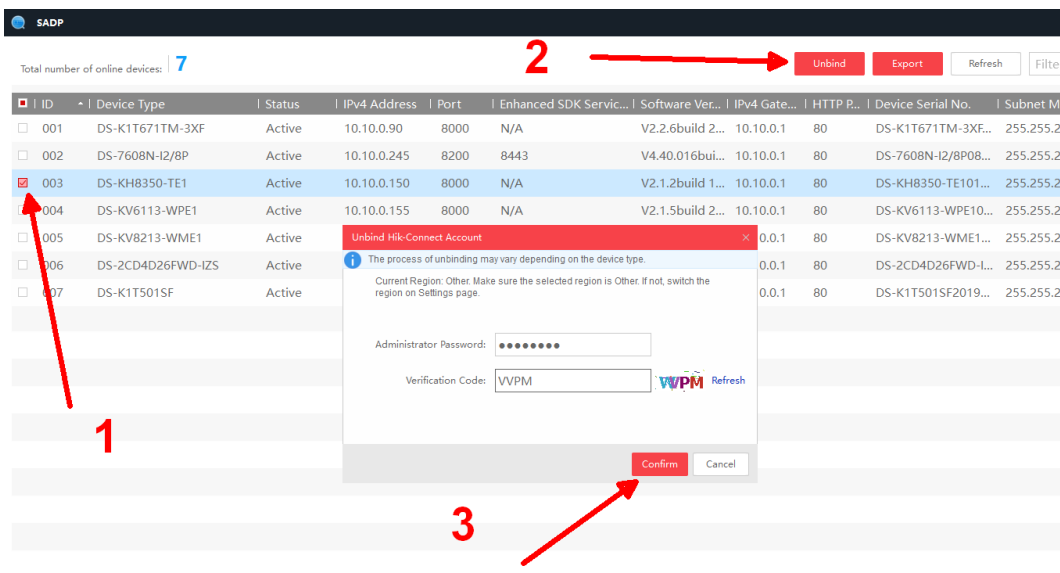 SADP
Total number of online devices: 7
2
Unbind Export Refresh Filte
ID Device Type Status IPv4 Address Port Enhanced SDK Servic... Software Ver... IPv4 Gate... HTTP P... Device Serial No. Subnet M
001 DS-K1T671TM-3XF Active 10.10.0.90 8000 N/A V2.2.6build 2... 10.10.0.1 80 DS-K1T671TM-3XF... 255.255.2
002 DS-7608N-I2/8P Active 10.10.0.245 8200 8443 V4.40.016bui... 10.10.0.1 80 DS-7608N-I2/8P08... 255.255.2
003 DS-KH8350-TE1 Active 10.10.0.150 8000 N/A V2.1.2build 1... 10.10.0.1 80 DS-KH8350-TE101... 255.255.2
004 DS-KV6113-WPE1 Active 10.10.0.155 8000 N/A V2.1.5build 2... 10.10.0.1 80 DS-KV6113-WPE10... 255.255.2
005 DS-KV8213-WME1 Active 0.0.1 80 DS-KV8213-WME1... 255.255.2
006 DS-2CD4D26FWD-IZS Active 0.0.1 80 DS-2CD4D26FWD-I... 255.255.2
007 DS-K1T501SF Active 0.0.1 80 DS-K1T501SF2019... 255.255.2
Unbind Hik-Connect Account
The process of unbinding may vary depending on the device type.
Current Region: Other. Make sure the selected region is Other. If not, switch the
region on Settings page.
Administrator Password:
Verification Code: VVPM VVPM Refresh
1
Confirm Cancel
3